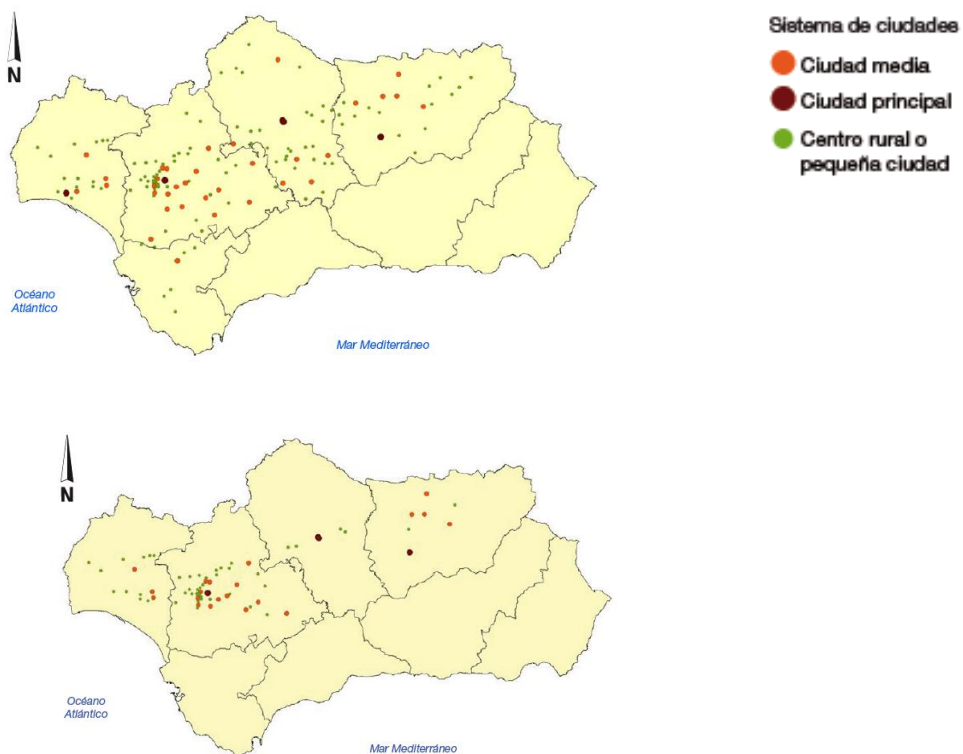 N
Sistema de ciudades
Ciudad media
Ciudad principal
Centro rural o
pequeña ciudad
Océano
Atlántico
Mar Mediterráneo
N
Océano
Atlántico
Mar Mediterráneo